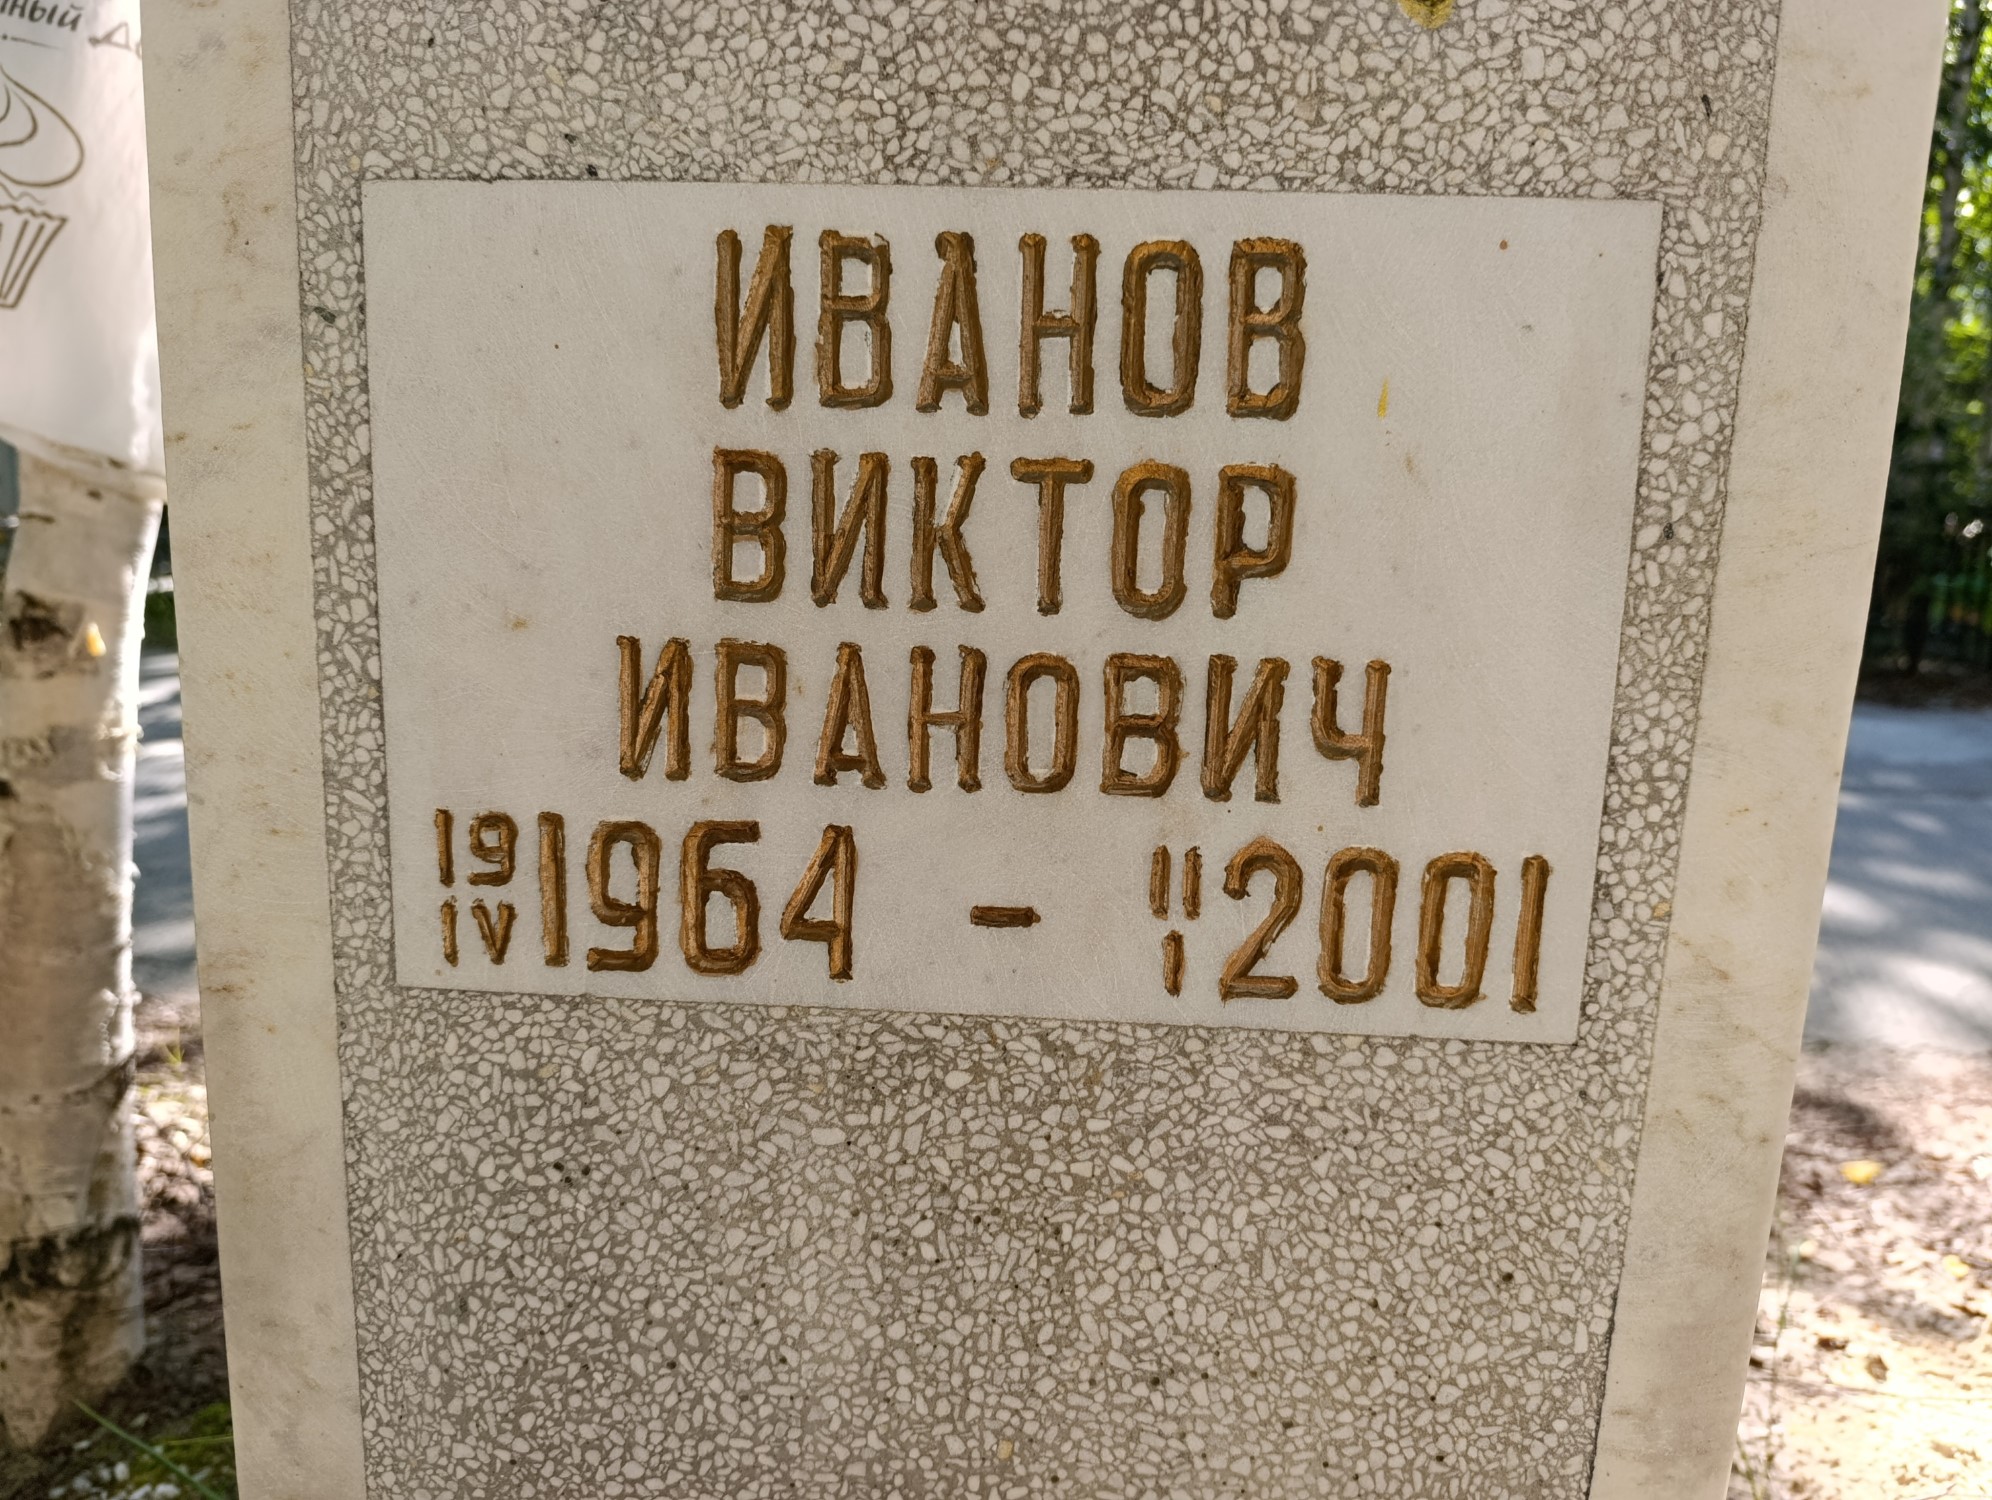 ИВАНОВ
ВИКТОР
ИВАНОВИЧ
19 IV 1964 - 11 I 2001